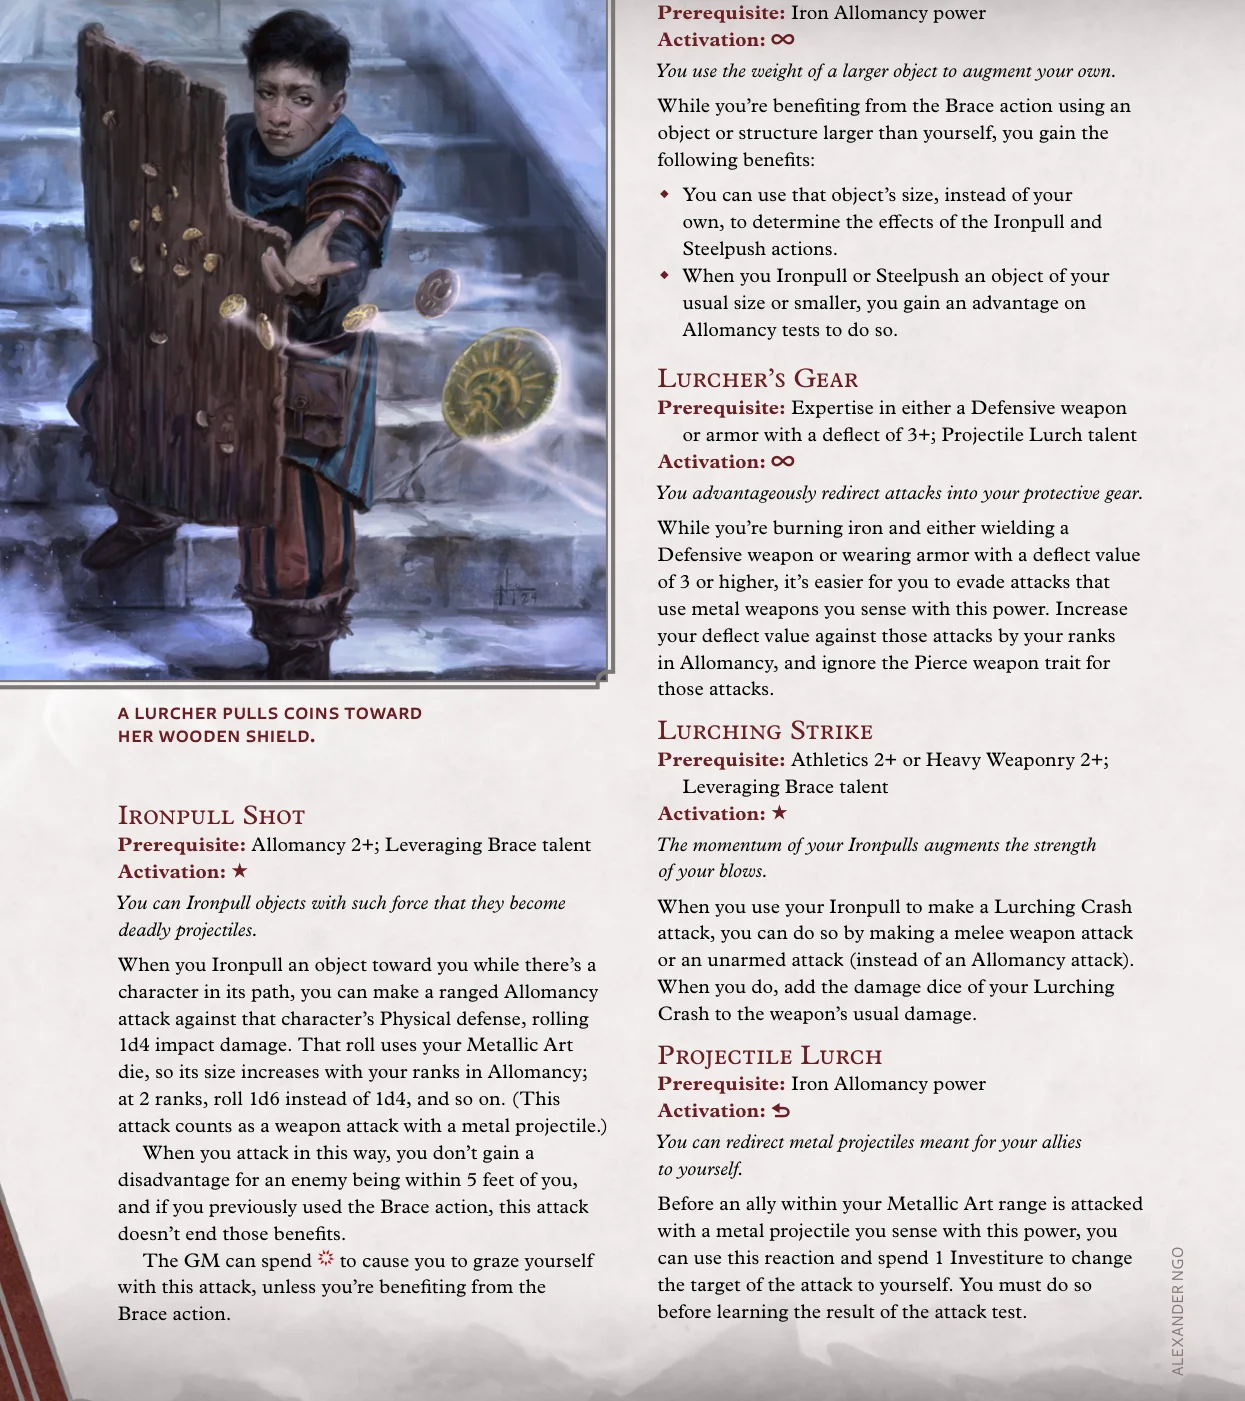 A LURCHER PULLS COINS TOWARD
HER WOODEN SHIELD.
Ironpull Shot
Prerequisite: Allomancy 2+; Leveraging Brace talent
Activation: ★
You can Ironpull objects with such force that they become
deadly projectiles.
When you Ironpull an object toward you while there’s a
character in its path, you can make a ranged Allomancy
attack against that character’s Physical defense, rolling
1d4 impact damage. That roll uses your Metallic Art
die, so its size increases with your ranks in Allomancy;
at 2 ranks, roll 1d6 instead of 1d4, and so on. (This
attack counts as a weapon attack with a metal projectile.)
When you attack in this way, you don’t gain a
disadvantage for an enemy being within 5 feet of you,
and if you previously used the Brace action, this attack
doesn’t end those benefits.
The GM can spend to cause you to graze yourself
with this attack, unless you’re benefiting from the
Brace action.
Prerequisite: Iron Allomancy power
Activation: ∞
You use the weight of a larger object to augment your own.
While you’re benefiting from the Brace action using an
object or structure larger than yourself, you gain the
following benefits:
◆ You can use that object’s size, instead of your
own, to determine the effects of the Ironpull and
Steelpush actions.
◆ When you Ironpull or Steelpush an object of your
usual size or smaller, you gain an advantage on
Allomancy tests to do so.
Lurcher’s Gear
Prerequisite: Expertise in either a Defensive weapon
or armor with a deflect of 3+; Projectile Lurch talent
Activation: ∞
You advantageously redirect attacks into your protective gear.
While you’re burning iron and either wielding a
Defensive weapon or wearing armor with a deflect value
of 3 or higher, it’s easier for you to evade attacks that
use metal weapons you sense with this power. Increase
your deflect value against those attacks by your ranks
in Allomancy, and ignore the Pierce weapon trait for
those attacks.
Lurching Strike
Prerequisite: Athletics 2+ or Heavy Weaponry 2+;
Leveraging Brace talent
Activation: ★
The momentum of your Ironpulls augments the strength
of your blows.
When you use your Ironpull to make a Lurching Crash
attack, you can do so by making a melee weapon attack
or an unarmed attack (instead of an Allomancy attack).
When you do, add the damage dice of your Lurching
Crash to the weapon’s usual damage.
Projectile Lurch
Prerequisite: Iron Allomancy power
Activation: ⮌
You can redirect metal projectiles meant for your allies
to yourself.
Before an ally within your Metallic Art range is attacked
with a metal projectile you sense with this power, you
can use this reaction and spend 1 Investiture to change
the target of the attack to yourself. You must do so
before learning the result of the attack test.
ALEXANDER NGO